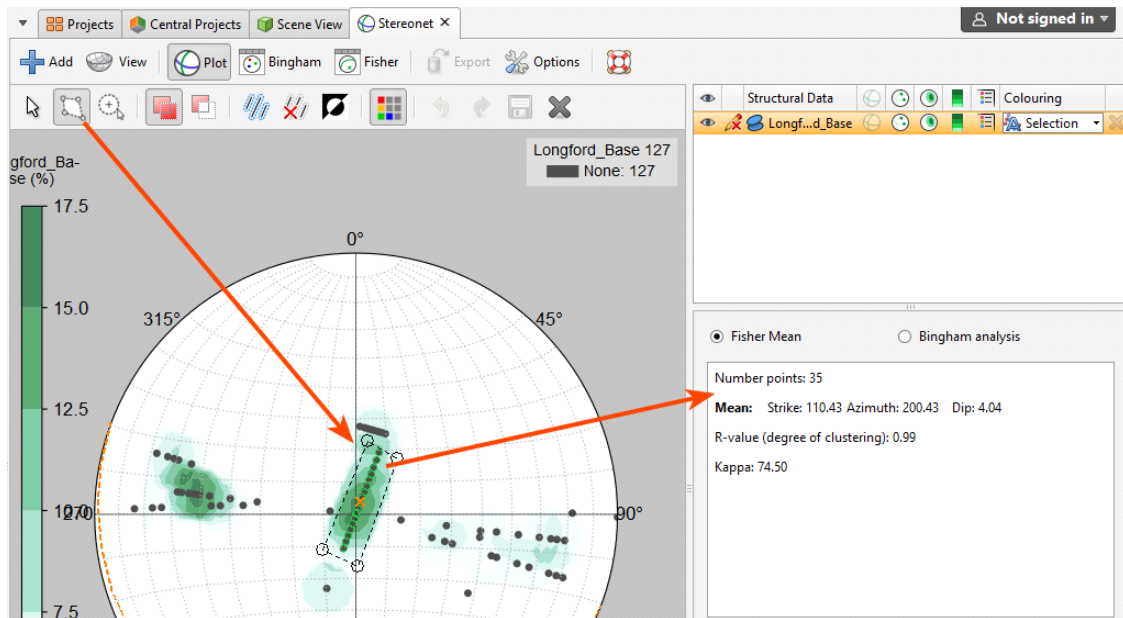 Projects Central Projects Scene View Stereonet ×
Not signed in
Add View Plot Bingham Fisher Export Options
Structural Data Colouring
Longf...d_Base Selection
Longford_Base 127
None: 127
gford_Ba-
se (%)
17.5
15.0
12.5
7.5
0°
315°
45°
270
90°
Fisher Mean Bingham analysis
Number points: 35
Mean: Strike: 110.43 Azimuth: 200.43 Dip: 4.04
R-value (degree of clustering): 0.99
Kappa: 74.50